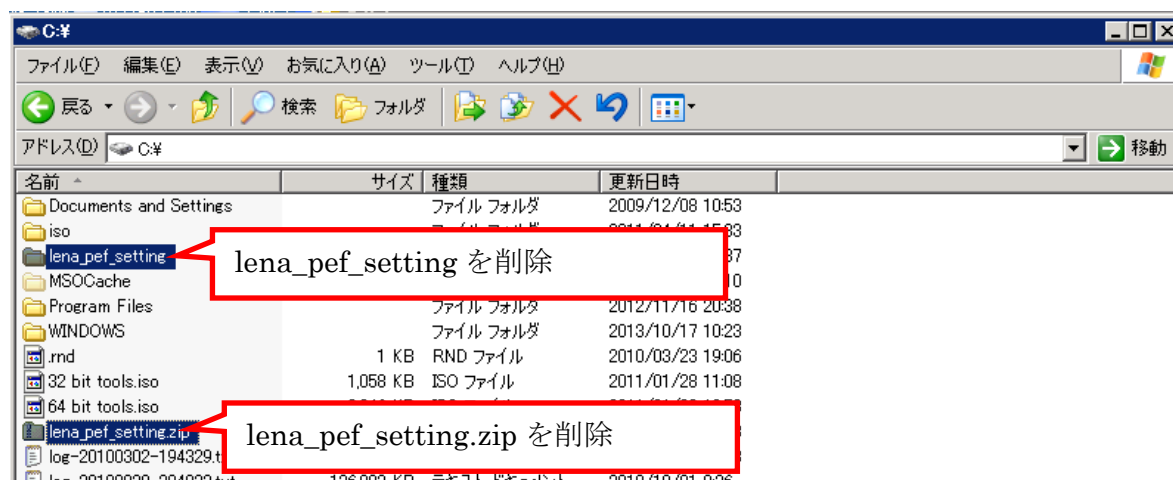 C:¥
ファイル(F) 編集(E) 表示(V) お気に入り(A) ツール(T) ヘルプ(H)
戻る 検索 フォルダ
アドレス(D) C:¥ 移動
名前 サイズ 種類 更新日時
Documents and Settings ファイル フォルダ 2009/12/08 10:53
iso
lena_pef_setting
lena_pef_setting を削除
MSOCache
Program Files ファイル フォルダ 2012/11/16 20:38
WINDOWS ファイル フォルダ 2013/10/17 10:23
.rnd 1 KB RND ファイル 2010/03/23 19:06
32 bit tools.iso 1,058 KB ISO ファイル 2011/01/28 11:08
64 bit tools.iso
lena_pef_setting.zip
lena_pef_setting.zip を削除
log-20100302-194329.t